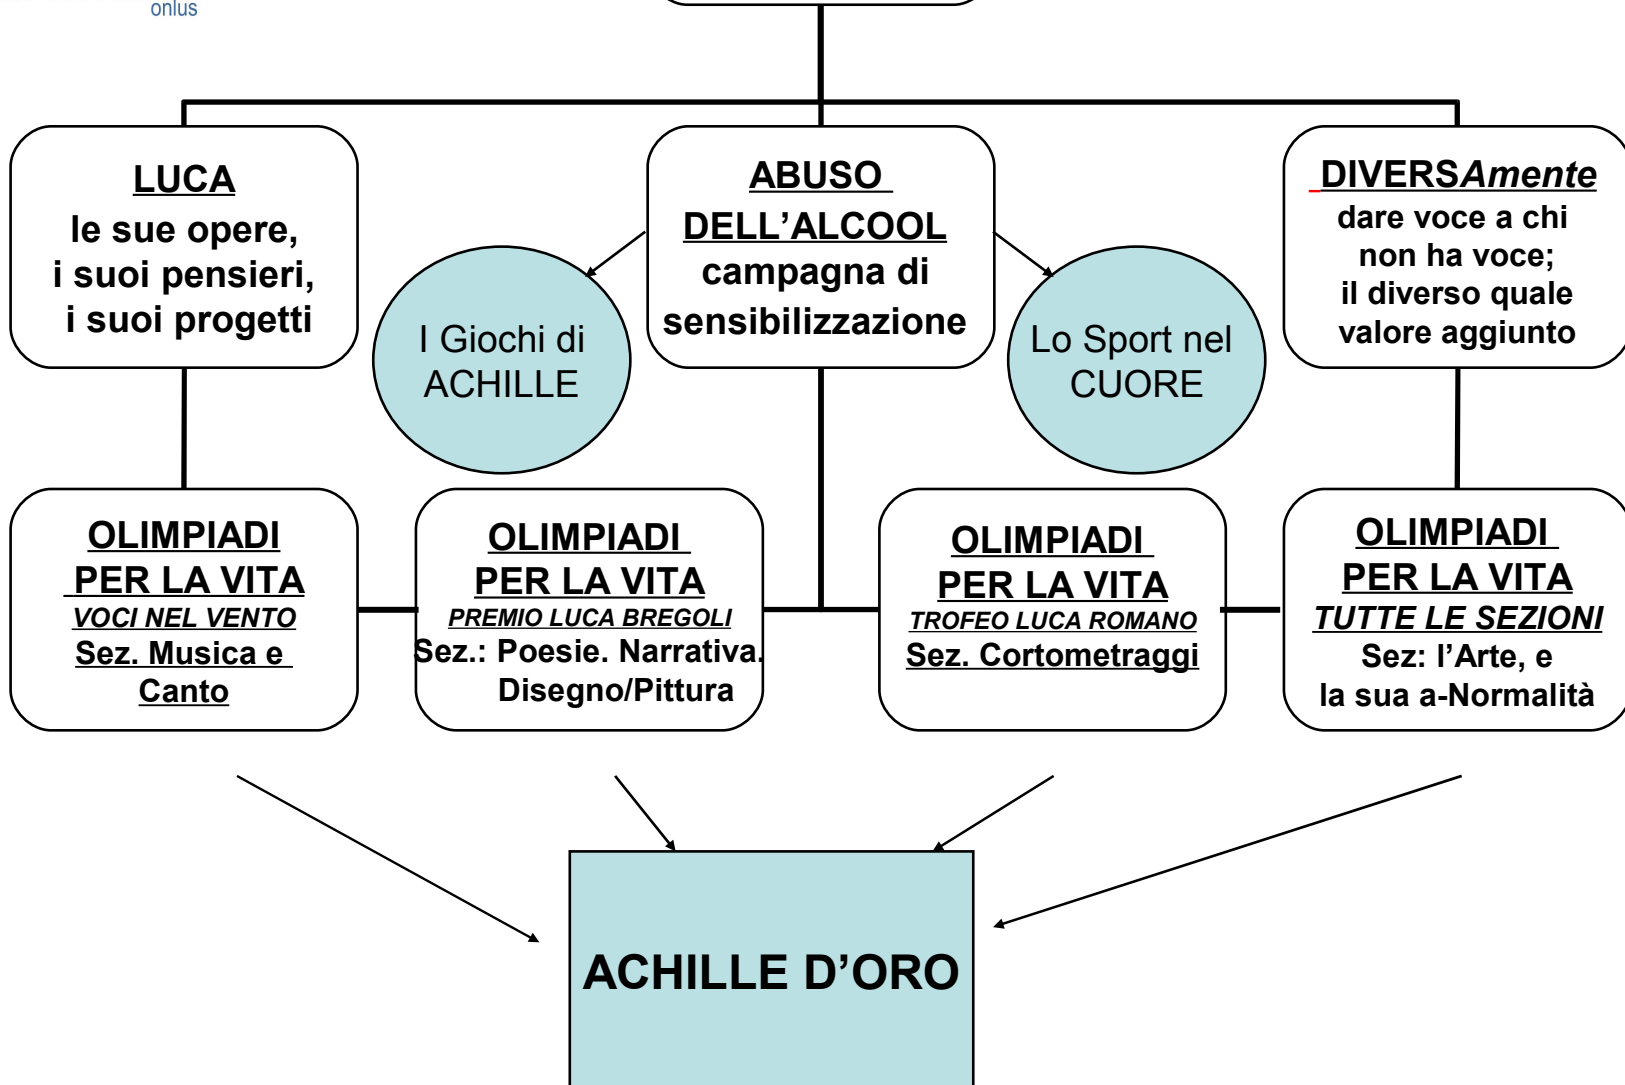 onlus
LUCA
le sue opere,
i suoi pensieri,
i suoi progetti
ABUSO
DELL’ALCOOL
campagna di
sensibilizzazione
DIVERSAmente
dare voce a chi
non ha voce;
il diverso quale
valore aggiunto
I Giochi di
ACHILLE
Lo Sport nel
CUORE
OLIMPIADI
PER LA VITA
VOCI NEL VENTO
Sez. Musica e
Canto
OLIMPIADI
PER LA VITA
PREMIO LUCA BREGOLI
Sez.: Poesie. Narrativa.
Disegno/Pittura
OLIMPIADI
PER LA VITA
TROFEO LUCA ROMANO
Sez. Cortometraggi
OLIMPIADI
PER LA VITA
TUTTE LE SEZIONI
Sez: l’Arte, e
la sua a-Normalità
ACHILLE D’ORO